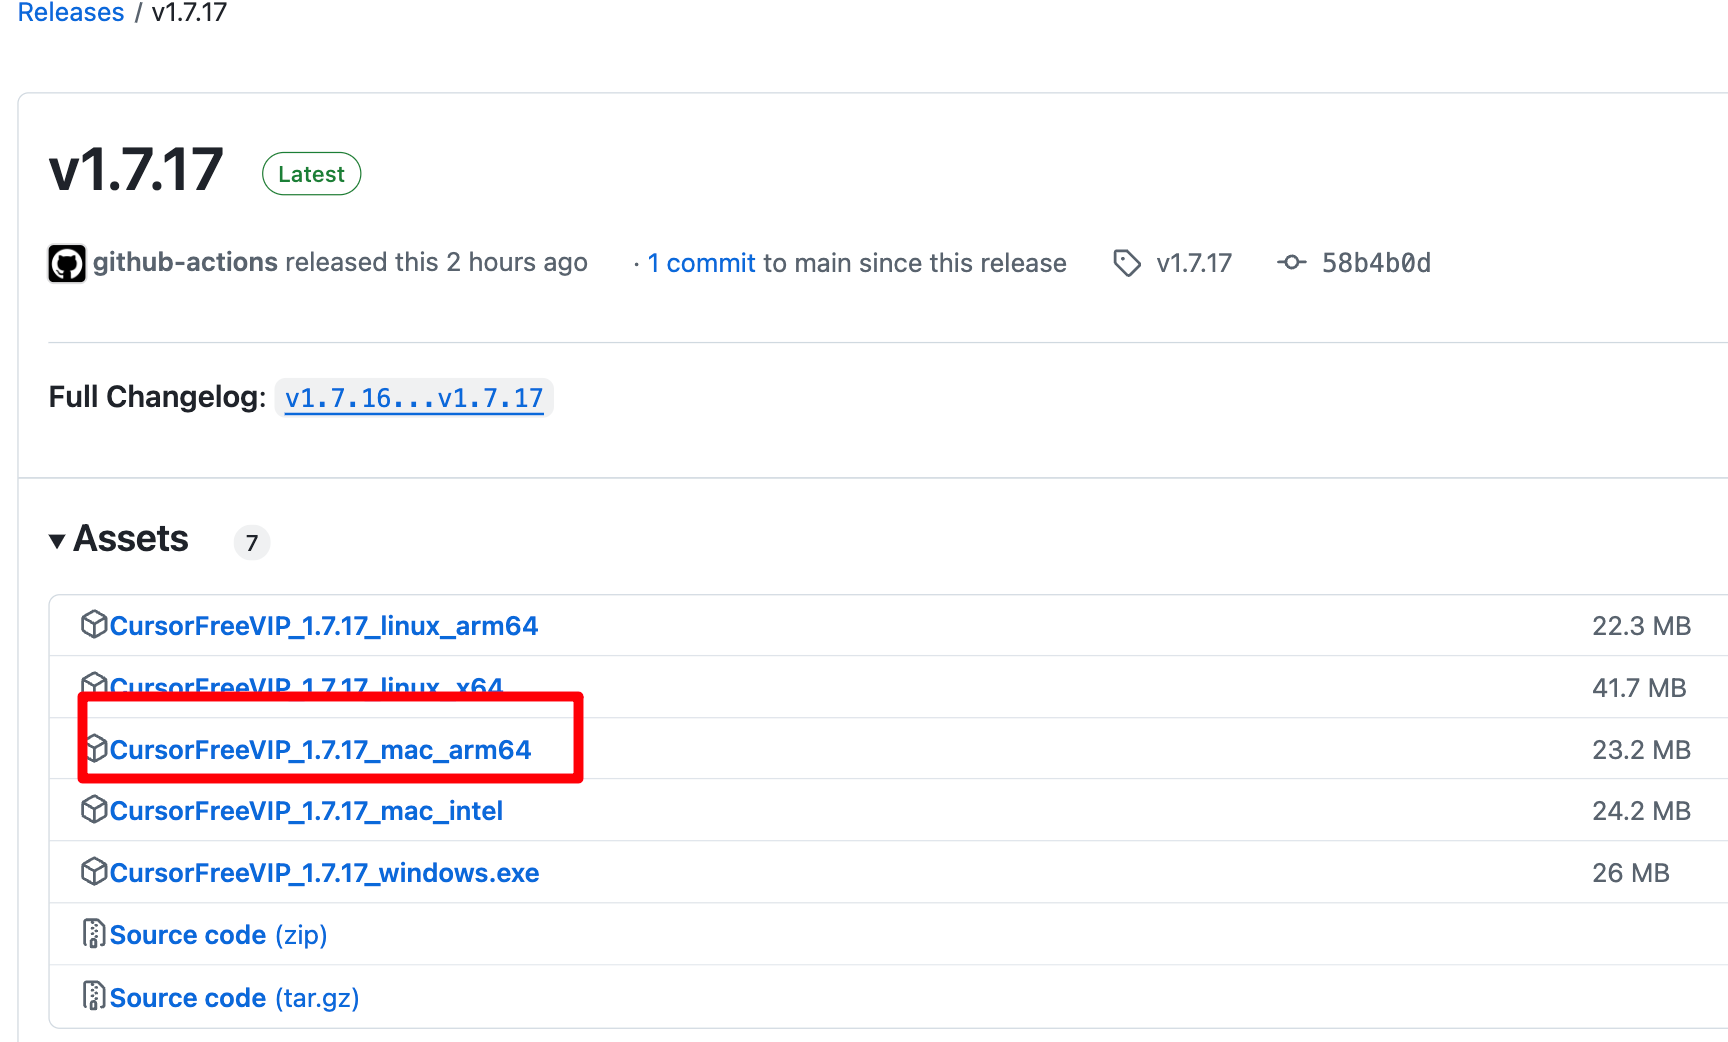 Releases / v1.7.17
v1.7.17 Latest
github-actions released this 2 hours ago · 1 commit to main since this release v1.7.17 58b4b0d
Full Changelog: v1.7.16...v1.7.17
Assets 7
CursorFreeVIP_1.7.17_linux_arm64 22.3 MB
CursorFreeVIP_1.7.17_linux_x64 41.7 MB
CursorFreeVIP_1.7.17_mac_arm64 23.2 MB
CursorFreeVIP_1.7.17_mac_intel 24.2 MB
CursorFreeVIP_1.7.17_windows.exe 26 MB
Source code (zip)
Source code (tar.gz)